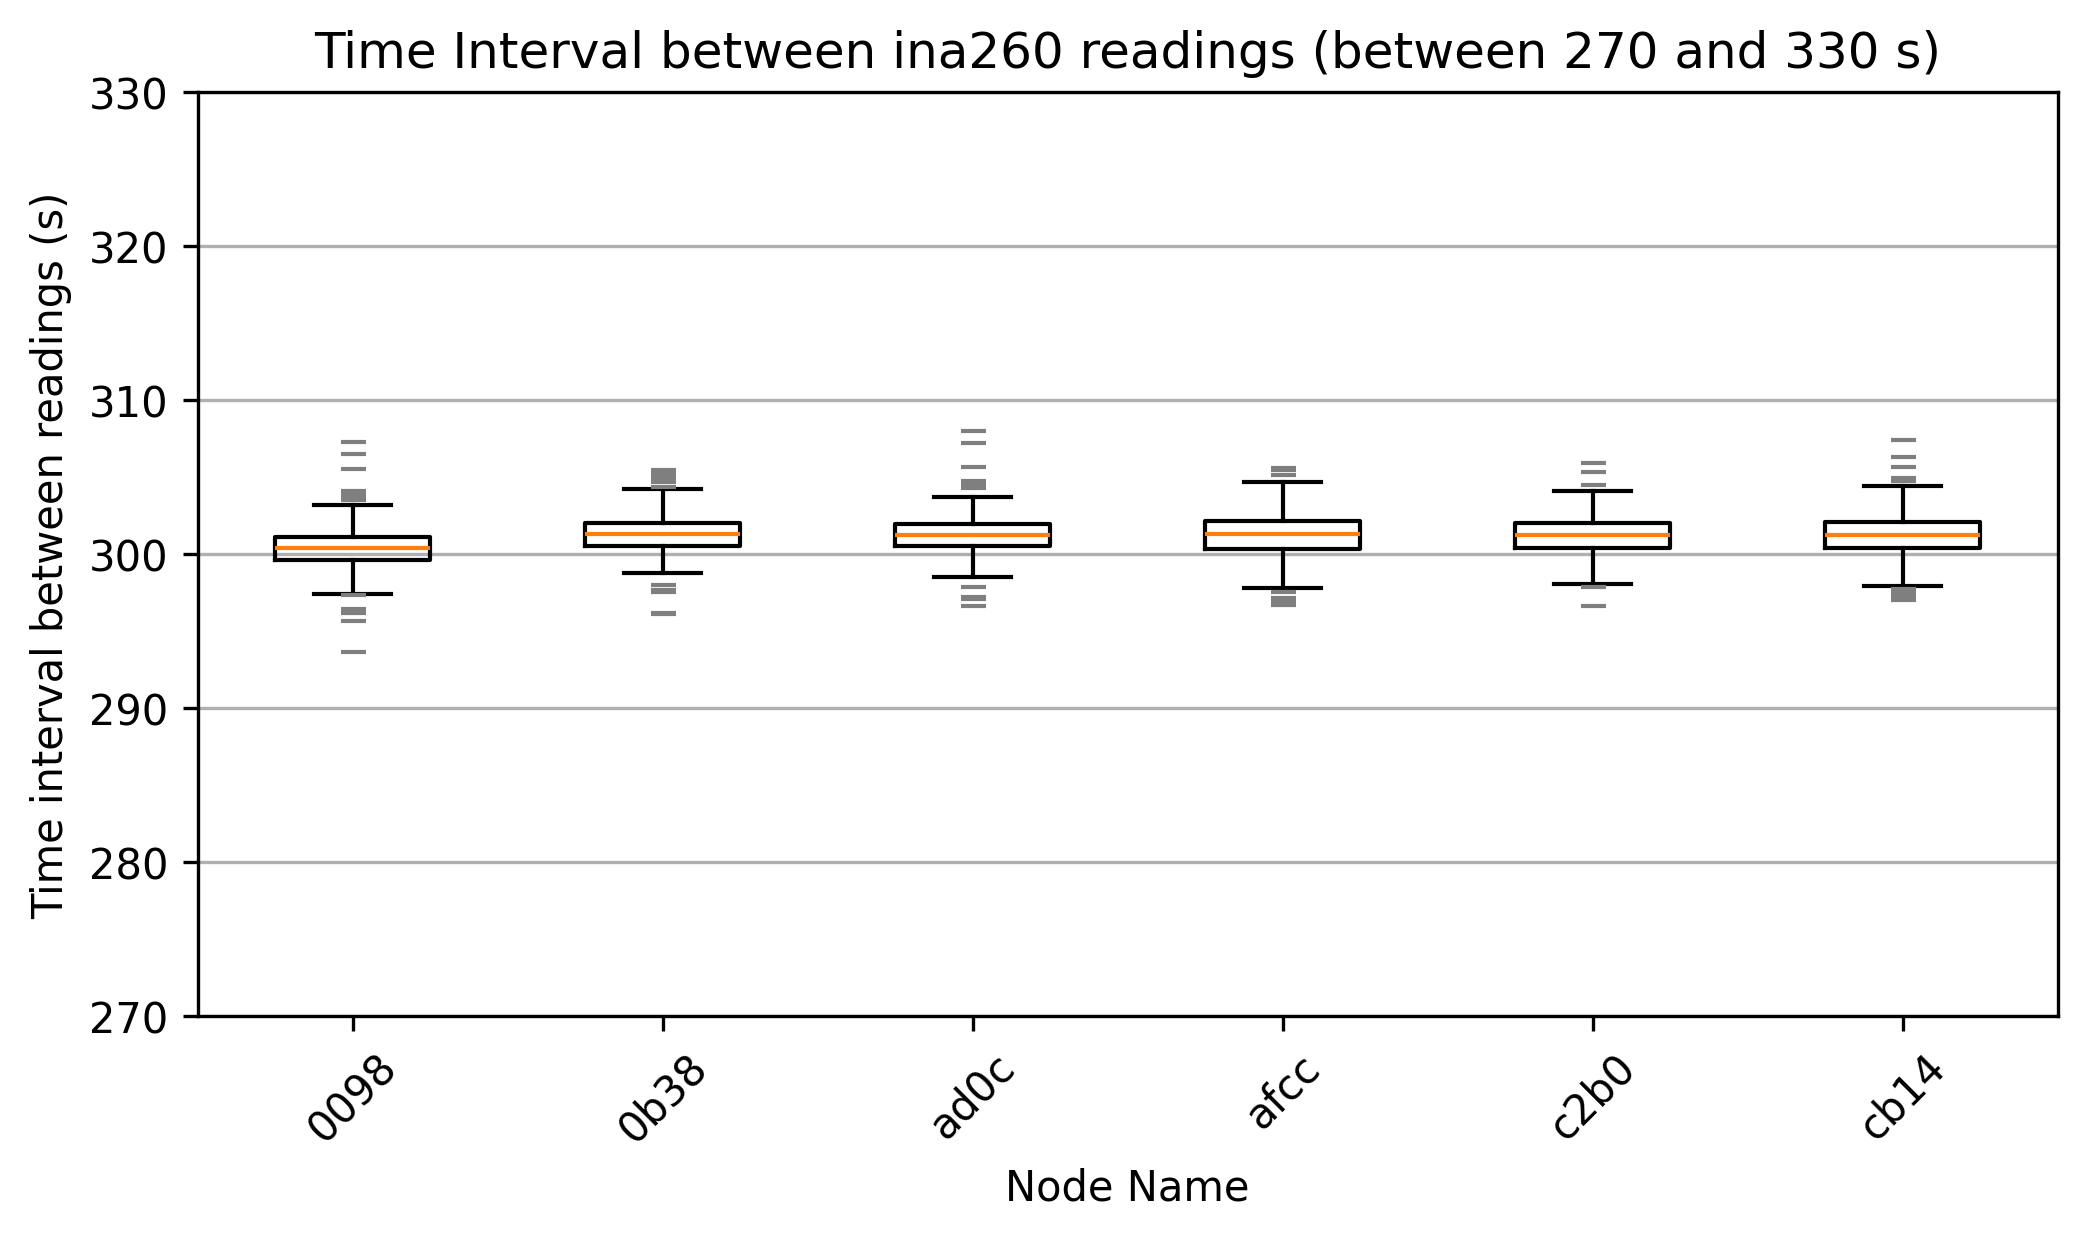 Time Interval between ina260 readings (between 270 and 330 s)
Time interval between readings (s)
330
320
310
300
290
280
270
0098
0b38
ad0c
afcc
c2b0
cb14
Node Name